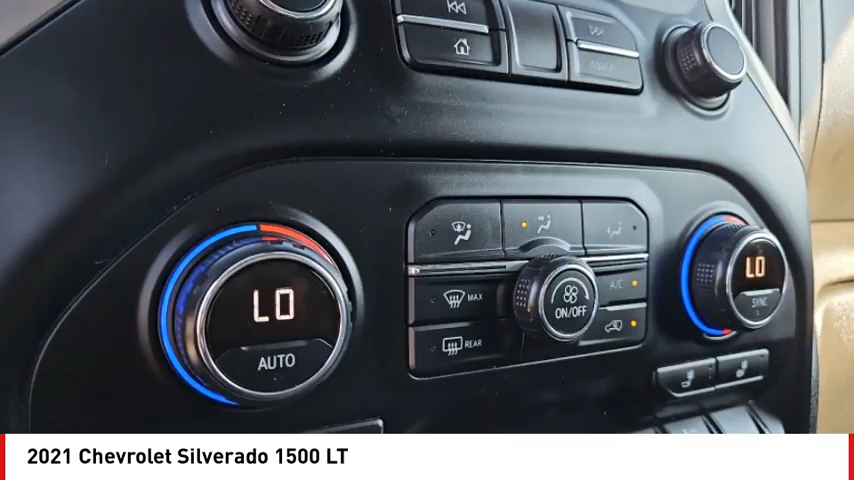 LO
AUTO
MAX
REAR
ON/OFF
A/C
LO
SYNC
2021 Chevrolet Silverado 1500 LT